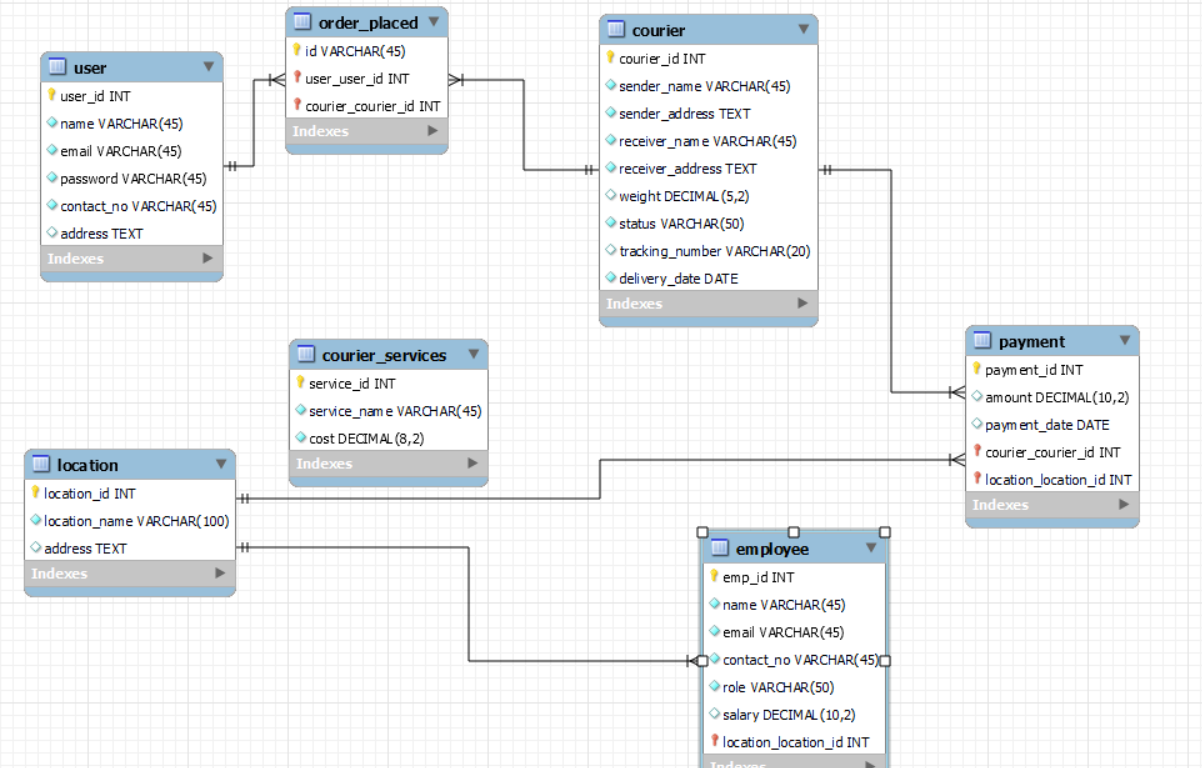 order_placed
id VARCHAR(45)
user_user_id INT
courier_courier_id INT
Indexes
courier
courier_id INT
sender_name VARCHAR(45)
sender_address TEXT
receiver_name VARCHAR(45)
receiver_address TEXT
weight DECIMAL(5,2)
status VARCHAR(50)
tracking_number VARCHAR(20)
delivery_date DATE
Indexes
user
user_id INT
name VARCHAR(45)
email VARCHAR(45)
password VARCHAR(45)
contact_no VARCHAR(45)
address TEXT
Indexes
courier_services
service_id INT
service_name VARCHAR(45)
cost DECIMAL(8,2)
Indexes
payment
payment_id INT
amount DECIMAL(10,2)
payment_date DATE
courier_courier_id INT
location_location_id INT
Indexes
location
location_id INT
location_name VARCHAR(100)
address TEXT
Indexes
employee
emp_id INT
name VARCHAR(45)
email VARCHAR(45)
contact_no VARCHAR(45)
role VARCHAR(50)
salary DECIMAL(10,2)
location_location_id INT
Indexes